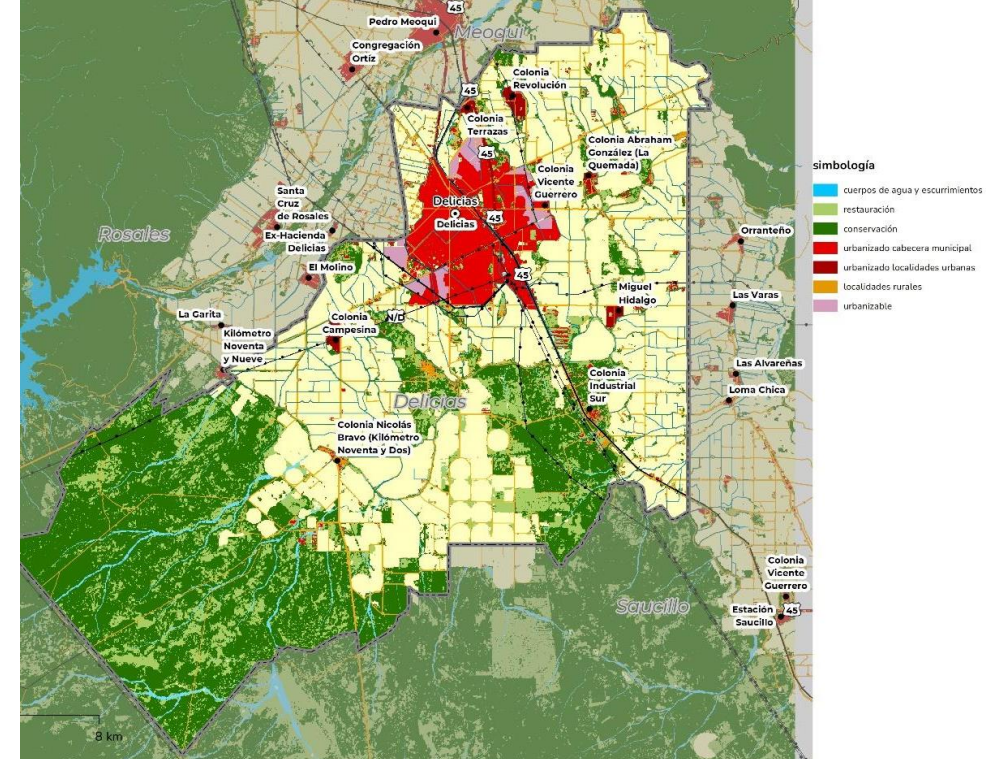 45
Pedro Meoqui
Meoqui
Congregación
Ortíz
Colonia
Revolución
45
Colonia
Terrazas
45
Colonia Abraham
González (La
Quemada)
Colonia
Vicente
Guerrero
simbología
cuerpos de agua y escurrimientos
restauración
conservación
urbanizado cabecera municipal
urbanizado localidades urbanas
localidades rurales
urbanizable
Santa
Cruz
de Rosales
Delicias
Delicias
45
Rosales
Ex-Hacienda
Delicias
Orranteño
El Molino
45
Miguel
Hidalgo
Las Varas
La Garita
Colonia
Campesina
N/D
Kilómetro
Noventa
y Nueve
Las Alvareñas
Loma Chica
Colonia
Industrial
Sur
Delicias
Colonia Nicolás
Bravo (Kilómetro
Noventa y Dos)
Colonia
Vicente
Guerrero
Saucillo
Estación
Saucillo
45
8 km